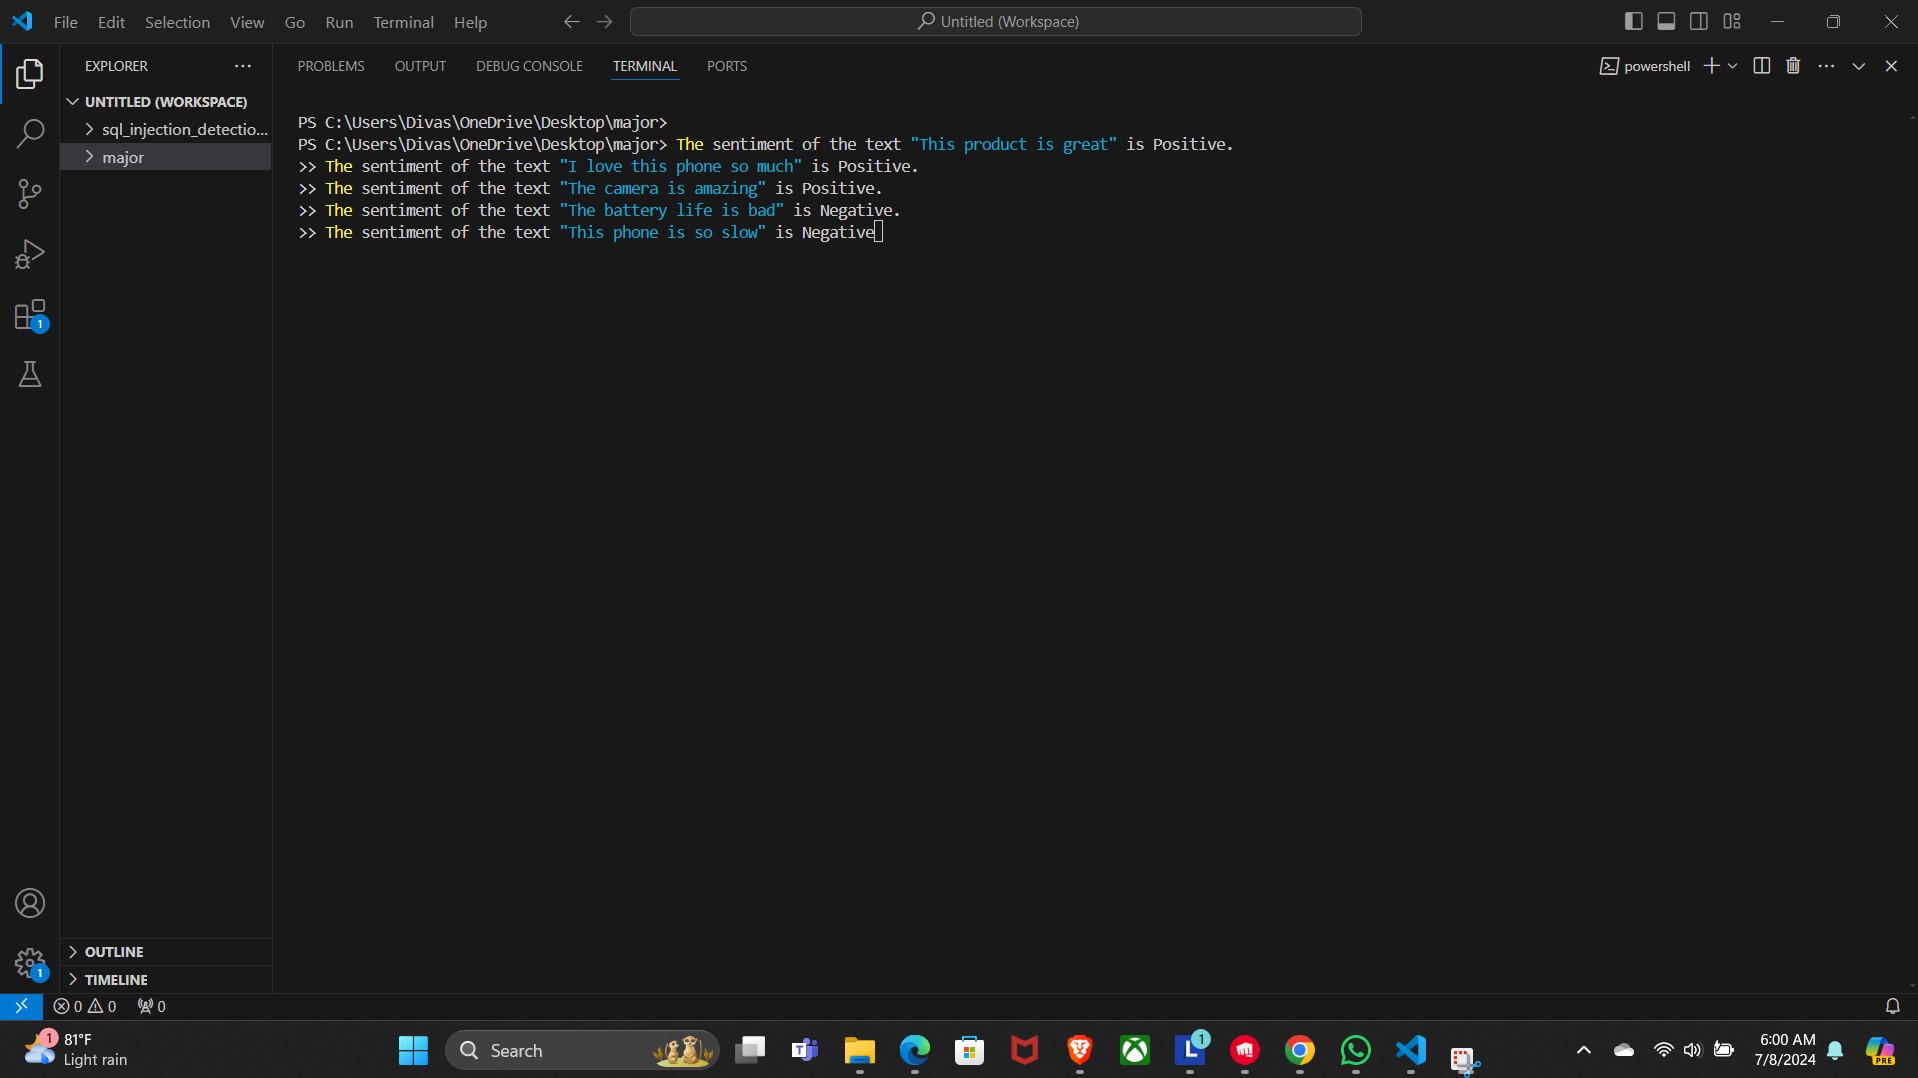 File Edit Selection View Go Run Terminal Help
Untitled (Workspace)
EXPLORER
UNTITLED (WORKSPACE)
sql_injection_detectio...
major
PROBLEMS OUTPUT DEBUG CONSOLE TERMINAL PORTS
powershell
PS C:\Users\Divas\OneDrive\Desktop\major>
PS C:\Users\Divas\OneDrive\Desktop\major> The sentiment of the text "This product is great" is Positive.
>> The sentiment of the text "I love this phone so much" is Positive.
>> The sentiment of the text "The camera is amazing" is Positive.
>> The sentiment of the text "The battery life is bad" is Negative.
>> The sentiment of the text "This phone is so slow" is Negative
1
1
OUTLINE
TIMELINE
0 0 0
1
81°F
Light rain
Search
T
L
1
6:00 AM
7/8/2024
PRE